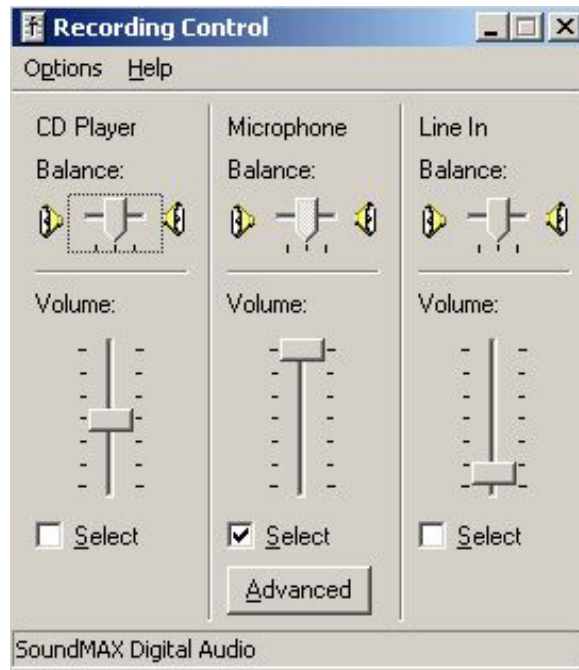 Recording Control
Options Help
CD Player Microphone Line In
Balance: Balance: Balance:
Volume: Volume: Volume:
Select Select Select
Advanced
SoundMAX Digital Audio